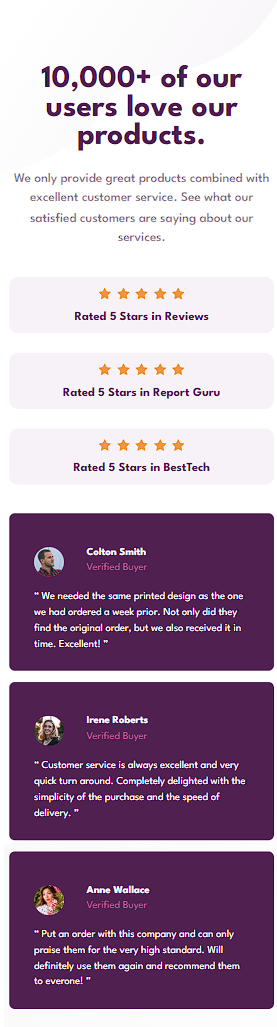 10,000+ of our
users love our
products.
We only provide great products combined with
excellent customer service. See what our
satisfied customers are saying about our
services.
Rated 5 Stars in Reviews
Rated 5 Stars in Report Guru
Rated 5 Stars in BestTech
Colton Smith
Verified Buyer
“ We needed the same printed design as the one
we had ordered a week prior. Not only did they
find the original order, but we also received it in
time. Excellent! ”
Irene Roberts
Verified Buyer
“ Customer service is always excellent and very
quick turn around. Completely delighted with the
simplicity of the purchase and the speed of
delivery. ”
Anne Wallace
Verified Buyer
“ Put an order with this company and can only
praise them for the very high standard. Will
definitely use them again and recommend them
to everone! ”